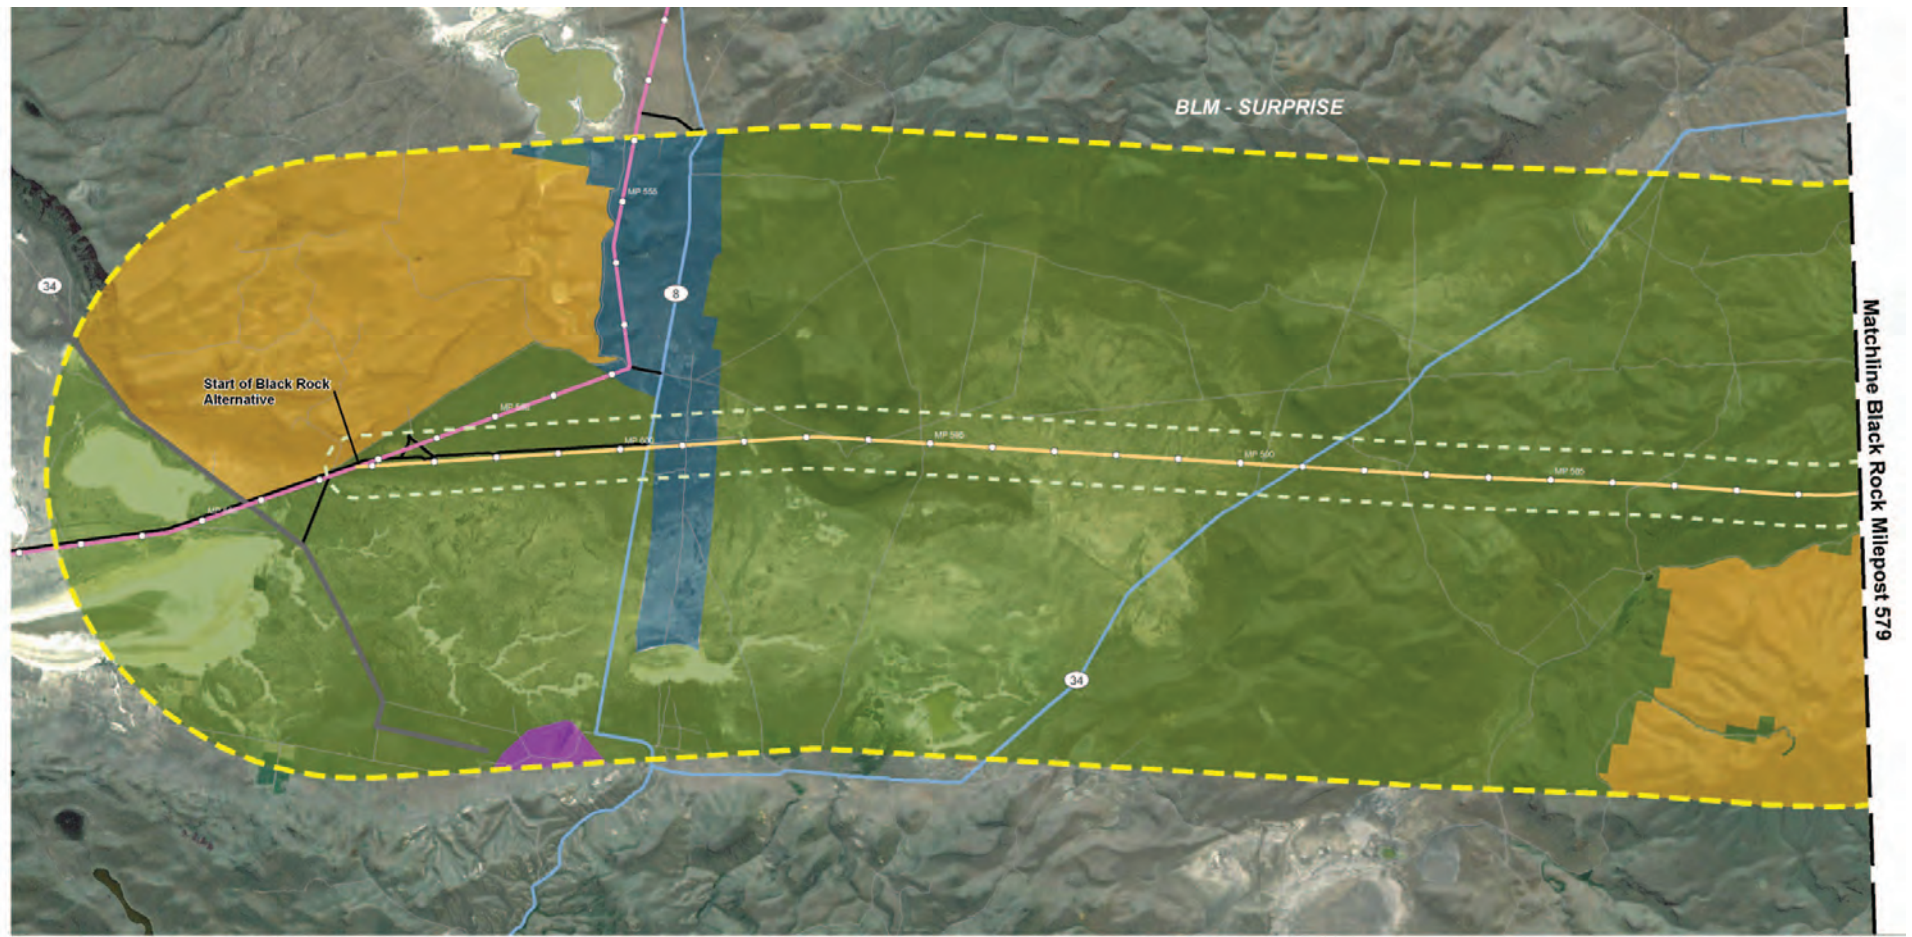 BLM - SURPRISE
MP 555
34
8
Matchline Black Rock Milepost 579
Start of Black Rock
Alternative
MP 600
MP 595
MP 590
MP 585
34